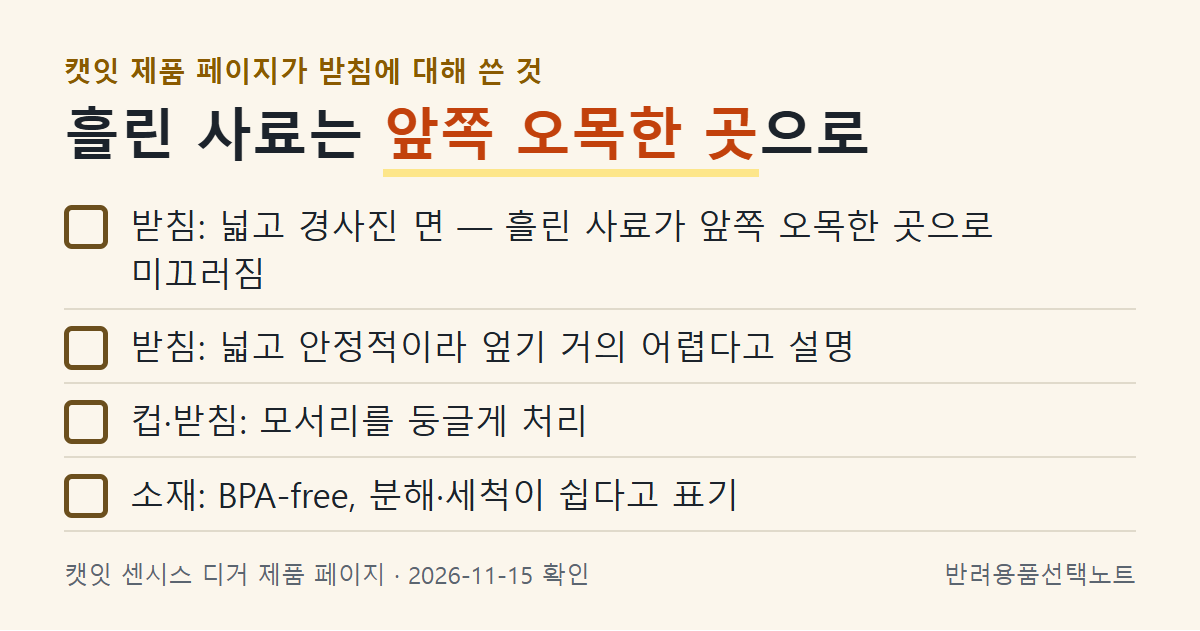 캣잇 제품 페이지가 받침에 대해 쓴 것
흘린 사료는 앞쪽 오목한 곳으로
받침: 넓고 경사진 면 — 흘린 사료가 앞쪽 오목한 곳으로
미끄러짐
받침: 넓고 안정적이라 엎기 거의 어렵다고 설명
컵·받침: 모서리를 둥글게 처리
소재: BPA-free, 분해·세척이 쉽다고 표기
캣잇 센시스 디거 제품 페이지 · 2026-11-15 확인
반려용품선택노트